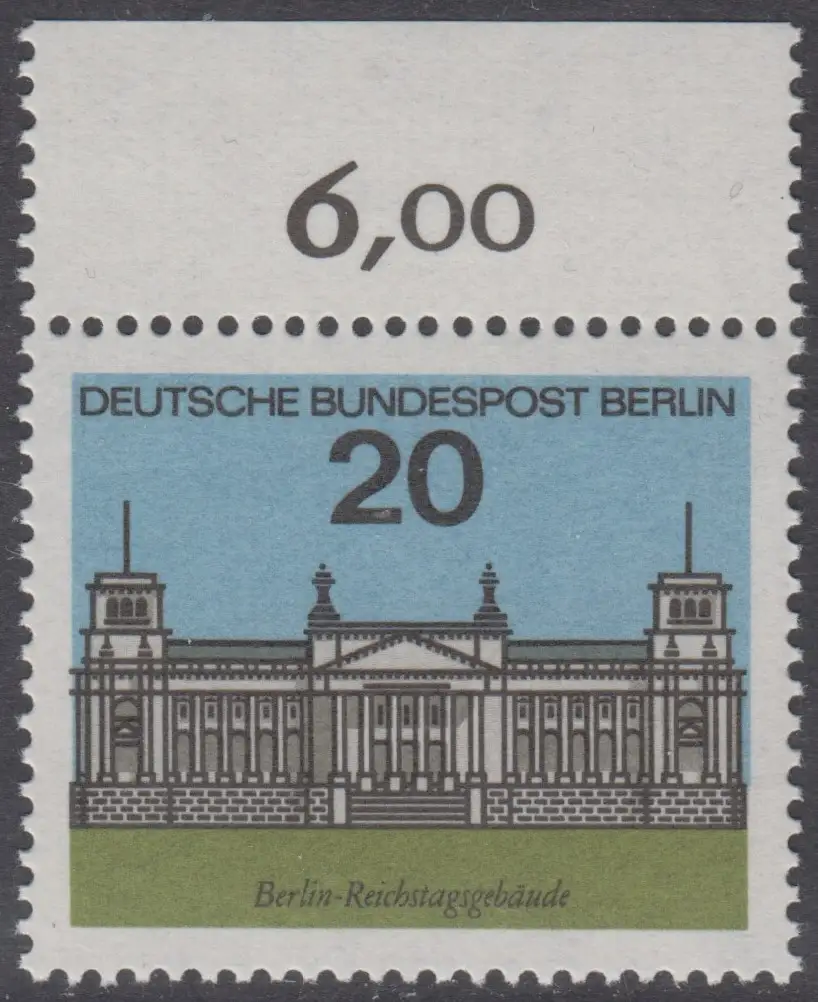 6,00
DEUTSCHE BUNDESPOST BERLIN
20
Berlin-Reichstagsgebäude